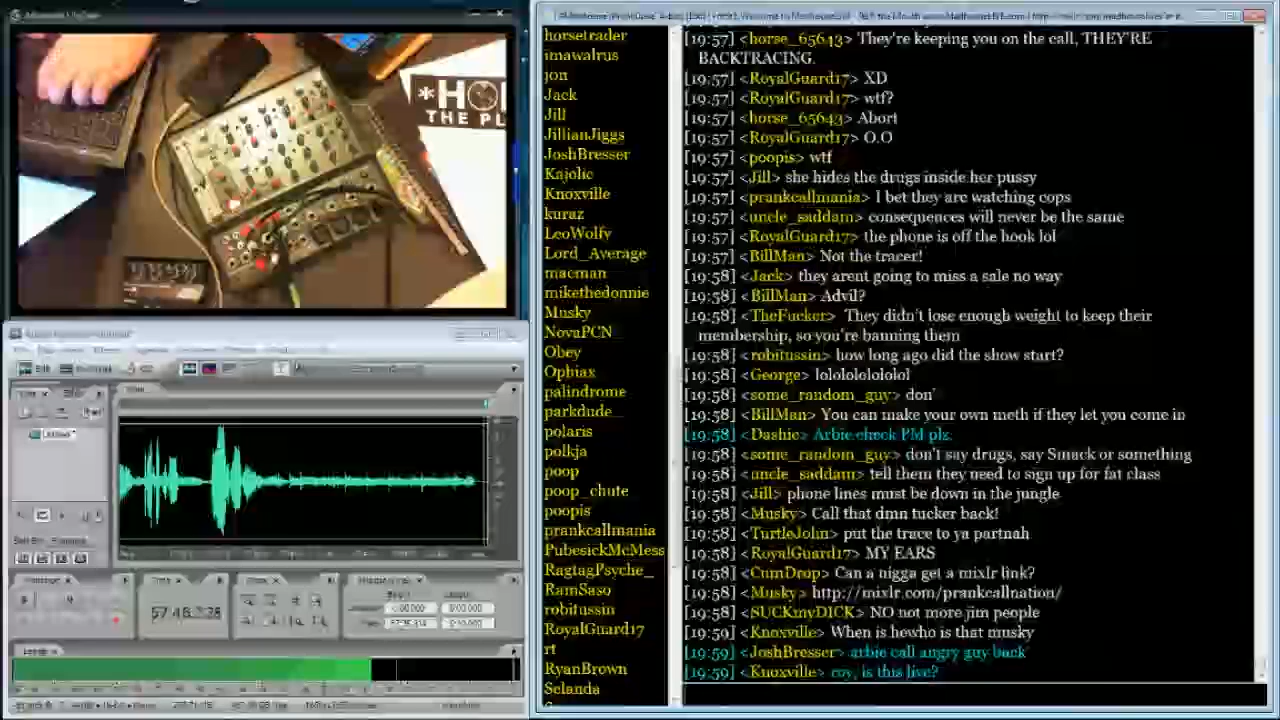 *HO
THE PL
Edit
57:46.338
horsetrader
imawalrus
jon
Jack
Jill
JillianJiggs
JoshBresser
Kajolic
Knoxville
kuraz
LeoWolfy
Lord_Average
macman
mikethedonnie
Musky
NovaPCN
Obey
Ophiax
palindrome
parkdude_
polaris
polkja
poop
poop_chute
poopis
prankcallmania
PubesickMcMess
RagtagPsyche_
RamSaso
robitussin
RoyalGuard17
rt
RyanBrown
Selanda
[19:57] <horse_65643> They're keeping you on the call, THEY'RE
BACKTRACING.
[19:57] <RoyalGuard17> XD
[19:57] <RoyalGuard17> wtf?
[19:57] <horse_65643> Abort
[19:57] <RoyalGuard17> O.O
[19:57] <poopis> wtf
[19:57] <Jill> she hides the drugs inside her pussy
[19:57] <prankcallmania> I bet they are watching cops
[19:57] <uncle_saddam> consequences will never be the same
[19:57] <RoyalGuard17> the phone is off the hook lol
[19:57] <BillMan> Not the tracer!
[19:58] <Jack> they arent going to miss a sale no way
[19:58] <BillMan> Advil?
[19:58] <TheFucker> They didn't lose enough weight to keep their
membership, so you're banning them
[19:58] <robitussin> how long ago did the show start?
[19:58] <George> lolololololol
[19:58] <some_random_guy> don'
[19:58] <BillMan> You can make your own meth if they let you come in
[19:58] <Dashie> Arbie check PM plz.
[19:58] <some_random_guy> don't say drugs, say Smack or something
[19:58] <uncle_saddam> tell them they need to sign up for fat class
[19:58] <Jill> phone lines must be down in the jungle
[19:58] <Musky> Call that dmn tucker back!
[19:58] <TurtleJohn> put the trace to ya partnah
[19:58] <RoyalGuard17> MY EARS
[19:58] <CumDrop> Can a nigga get a mixlr link?
[19:58] <Musky> http://mixlr.com/prankcallnation/
[19:58] <SUCKmyDICK> NO not more jim people
[19:59] <Knoxville> When is hewho is that musky
[19:59] <JoshBresser> arbie call angry guy back
[19:59] <Knoxville> roy, is this live?